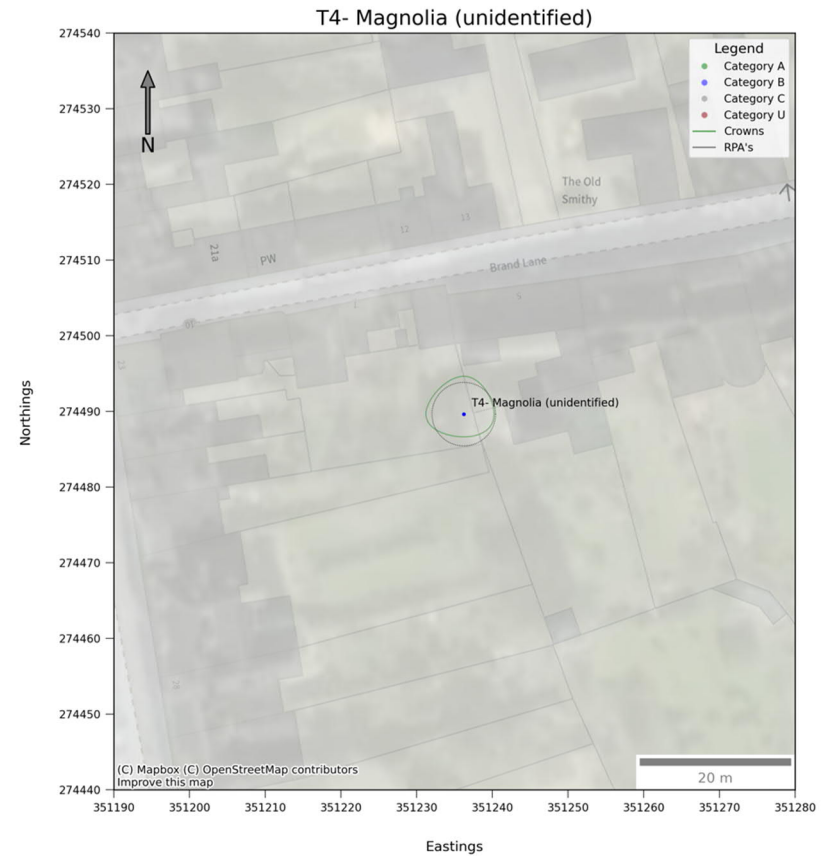 T4- Magnolia (unidentified)
274540
274530
274520
274510
274500
274490
274480
274470
274460
274450
274440
Northings
N
Legend
Category A
Category B
Category C
Category U
Crowns
RPA's
The Old
Smithy
13
12
21a
PW
Brand Lane
T4- Magnolia (unidentified)
(C) Mapbox (C) OpenStreetMap contributors
Improve this map
20 m
351190
351200
351210
351220
351230
351240
351250
351260
351270
351280
Eastings